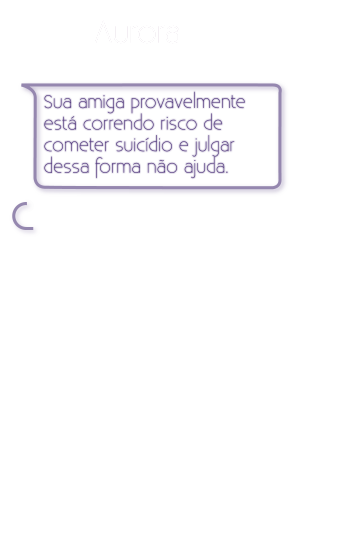 Aurora
Sua amiga provavelmente
está correndo risco de
cometer suicídio e julgar
dessa forma não ajuda.